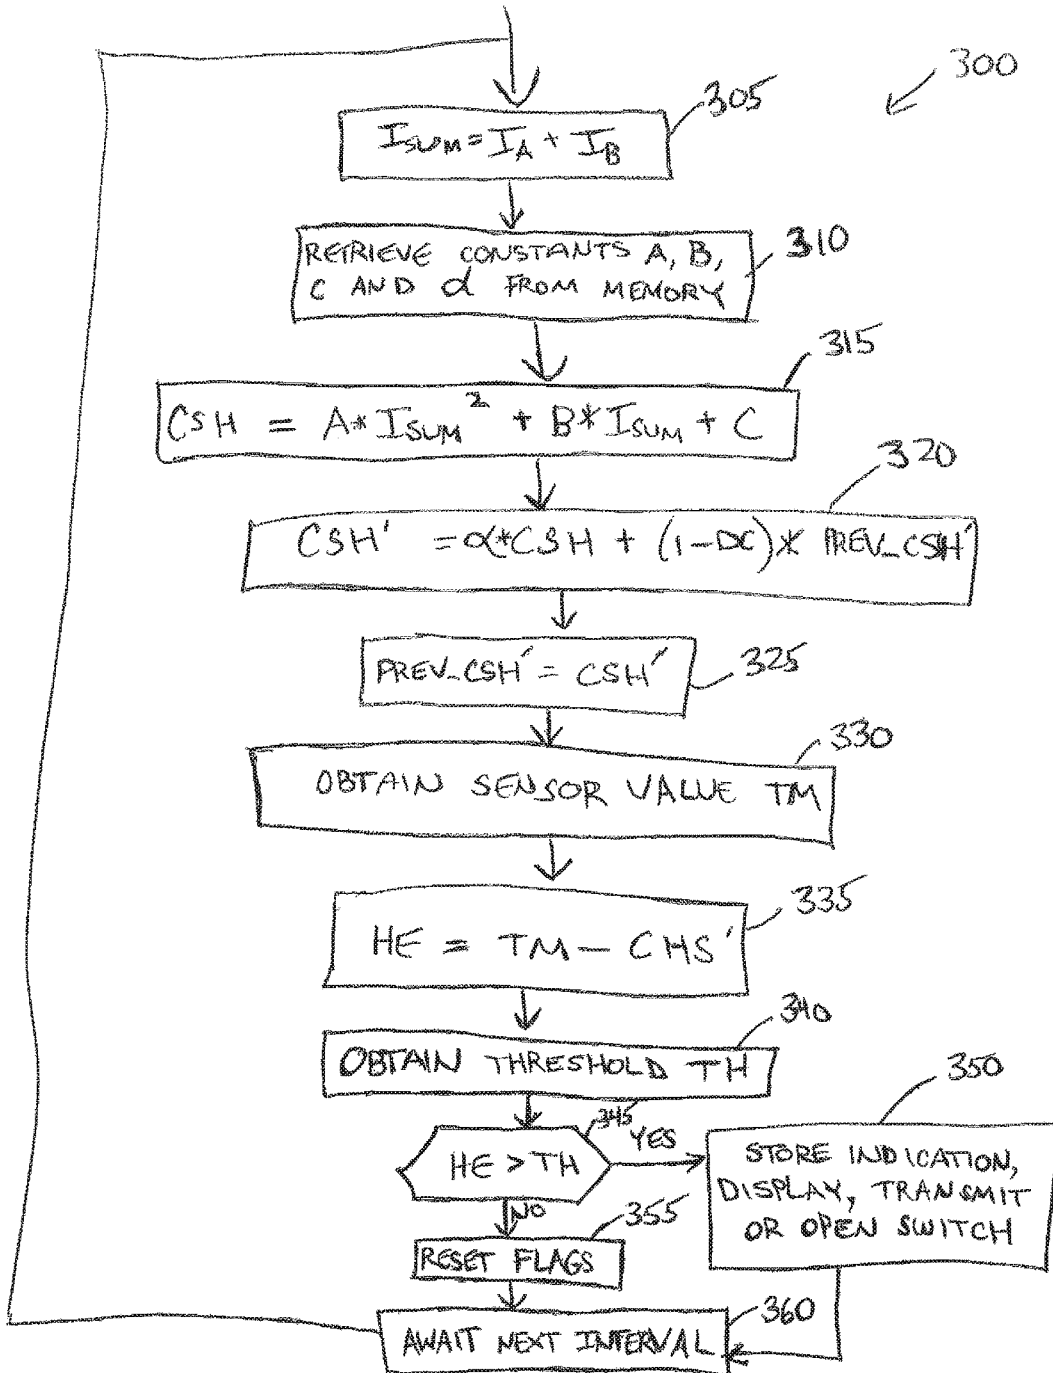 300
305
I_SUM = I_A + I_B
310
RETRIEVE CONSTANTS A, B,
C AND α FROM MEMORY
315
CSH = A* I_SUM² + B* I_SUM + C
320
CSH' = α*CSH + (1-α)* PREV_CSH'
325
PREV_CSH' = CSH'
330
OBTAIN SENSOR VALUE TM
335
HE = TM - CHS'
340
OBTAIN THRESHOLD TH
345
HE > TH
YES
350
STORE INDICATION,
DISPLAY, TRANSMIT
OR OPEN SWITCH
NO
355
RESET FLAGS
360
AWAIT NEXT INTERVAL